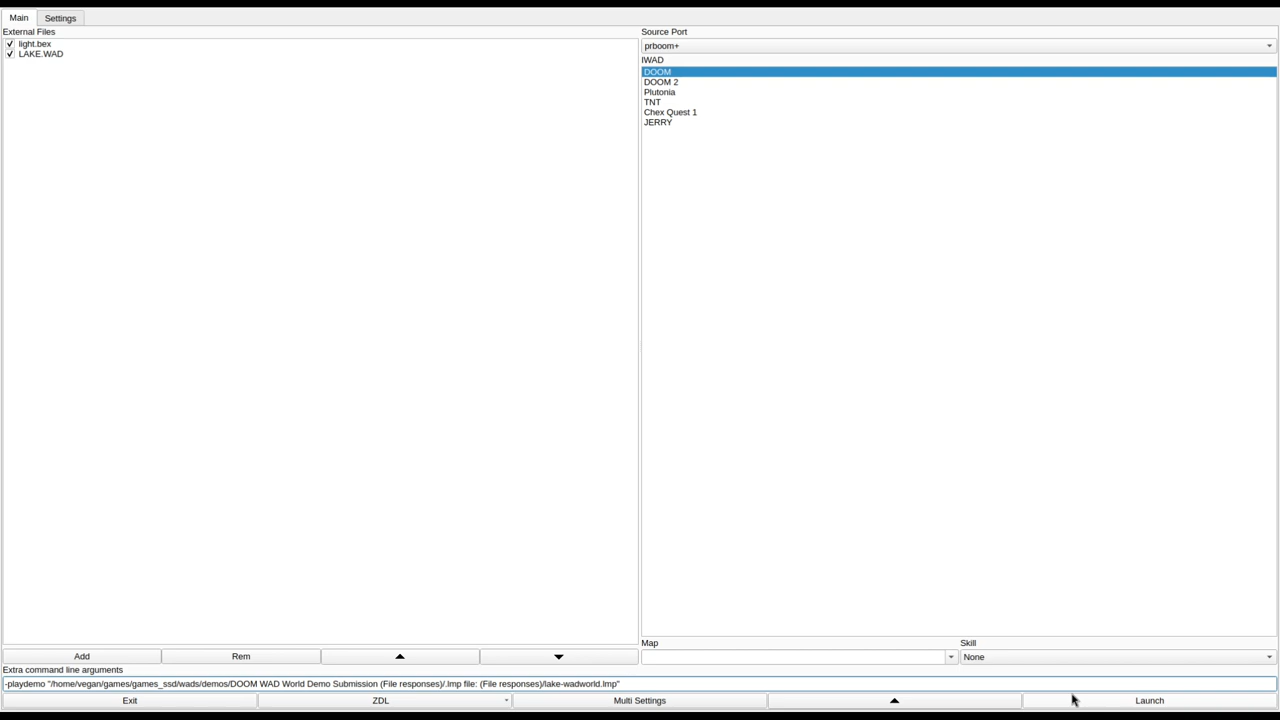 Main Settings
External Files
light.bex
LAKE.WAD
Source Port
prboom+
IWAD
DOOM
DOOM 2
Plutonia
TNT
Chex Quest 1
JERRY
Map Skill
None
Add Rem
Extra command line arguments
-playdemo "/home/vegan/games/games_ssd/wads/demos/DOOM WAD World Demo Submission (File responses)/.lmp file: (File responses)/lake-wadworld.lmp"
Exit ZDL Multi Settings Launch